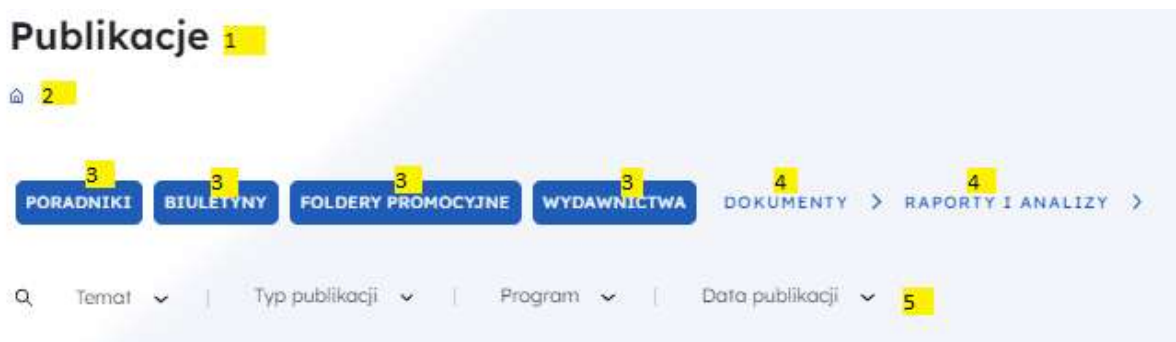 Publikacje 1
2
3 3 3 3 4 4
PORADNIKI BIULETYNY FOLDERY PROMOCYJNE WYDAWNICTWA DOKUMENTY > RAPORTY I ANALIZY >
Temat Typ publikacji | Program | Data publikacji 5